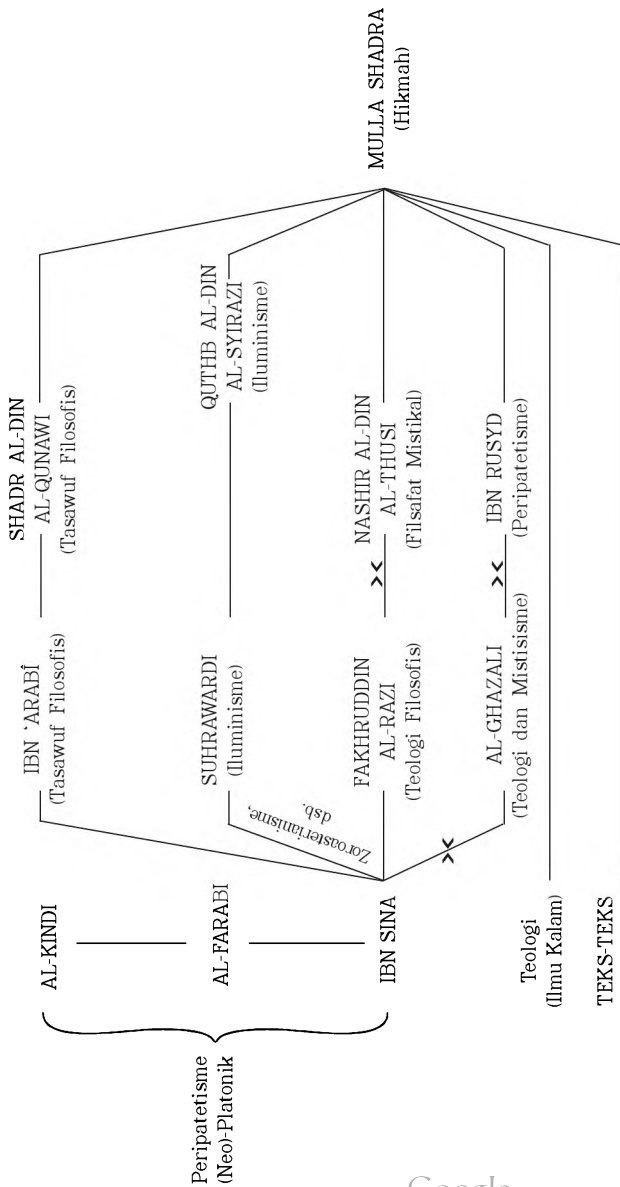 Peripatetisme
(Neo)-Platonik
AL-KINDI
AL-FARABI
IBN SINA
Teologi
(Ilmu Kalam)
TEKS-TEKS
Zoroasterianisme,
dsb.
IBN ‘ARABÎ
(Tasawuf Filosofis)
SUHRAWARDI
(Iluminisme)
FAKHRUDDIN
AL-RAZI
(Teologi Filosofis)
AL-GHAZALI
(Teologi dan Mistisisme)
SHADR AL-DIN
AL-QUNAWI
(Tasawuf Filosofis)
QUTHB AL-DIN
AL-SYIRAZI
(Iluminisme)
NASHIR AL-DIN
AL-THUSI
(Filsafat Mistikal)
IBN RUSYD
(Peripatetisme)
MULLA SHADRA
(Hikmah)
Google